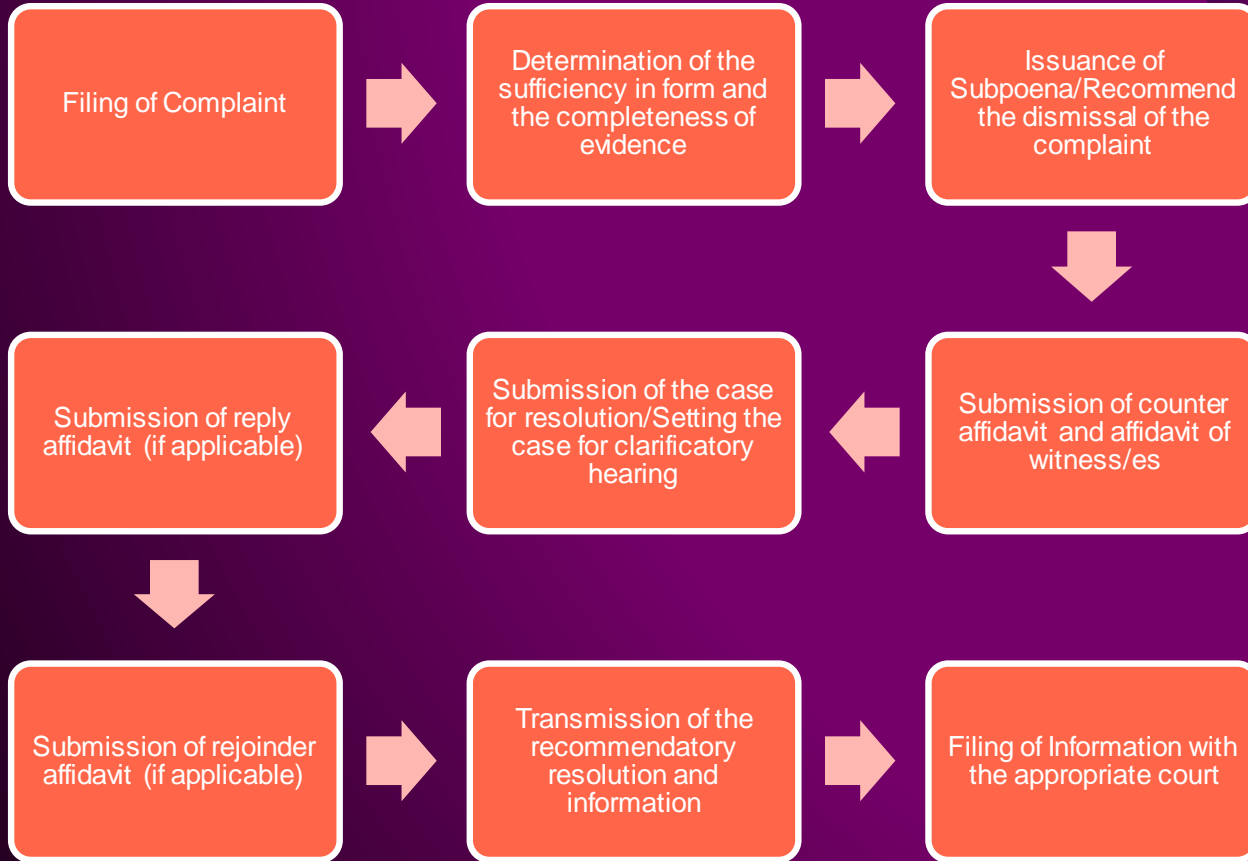 Filing of Complaint
Determination of the
sufficiency in form and
the completeness of
evidence
Issuance of
Subpoena/Recommend
the dismissal of the
complaint
Submission of counter
affidavit and affidavit of
witness/es
Submission of the case
for resolution/Setting the
case for clarificatory
hearing
Submission of reply
affidavit (if applicable)
Submission of rejoinder
affidavit (if applicable)
Transmission of the
recommendatory
resolution and
information
Filing of Information with
the appropriate court